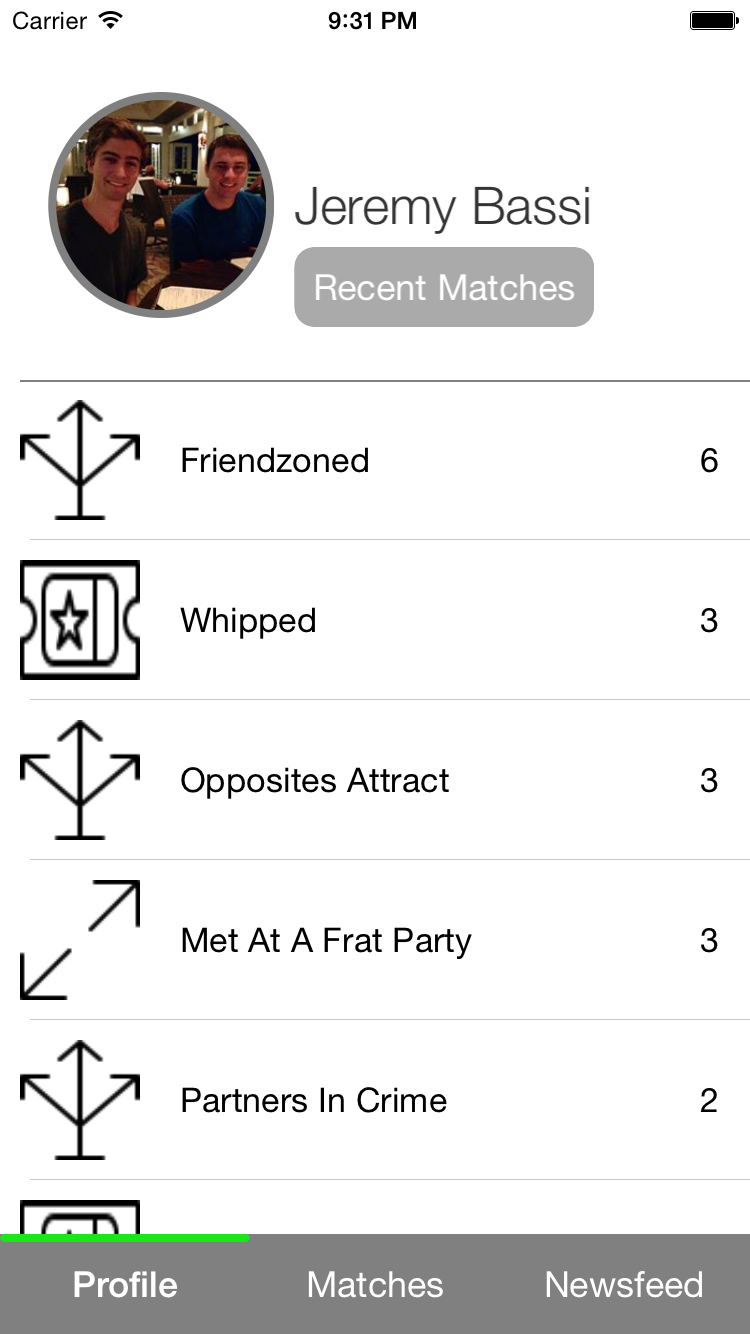 Carrier 9:31 PM
Jeremy Bassi
Recent Matches
Friendzoned 6
Whipped 3
Opposites Attract 3
Met At A Frat Party 3
Partners In Crime 2
Profile Matches Newsfeed